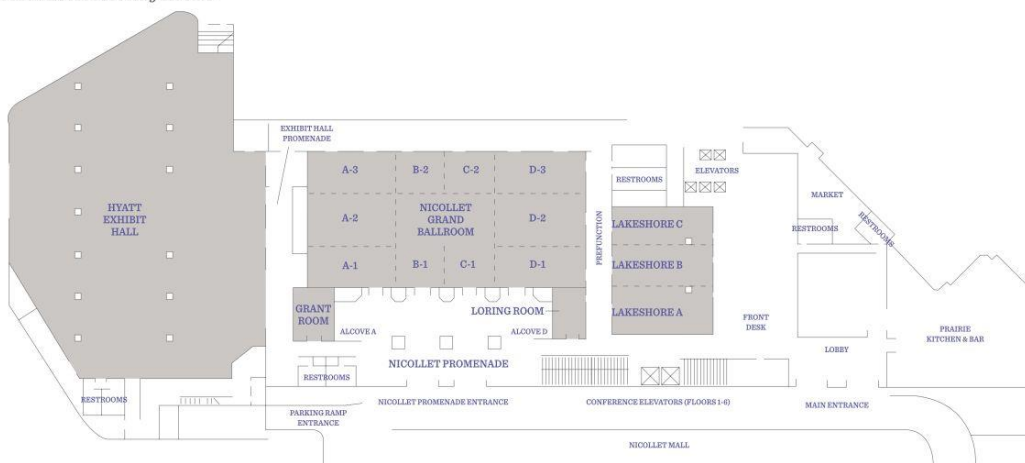 EXHIBIT HALL
PROMENADE
A-3
B-2
C-2
D-3
RESTROOMS
ELEVATORS
MARKET
HYATT
EXHIBIT
HALL
A-2
NICOLLET
GRAND
BALLROOM
D-2
PREFUNCTION
LAKESHORE C
RESTROOMS
RESTROOMS
A-1
B-1
C-1
D-1
LAKESHORE B
GRANT
ROOM
LORING ROOM
LAKESHORE A
ALCOVE A
ALCOVE D
FRONT
DESK
PRAIRIE
KITCHEN & BAR
LOBBY
NICOLLET PROMENADE
RESTROOMS
RESTROOMS
NICOLLET PROMENADE ENTRANCE
CONFERENCE ELEVATORS (FLOORS 1-6)
MAIN ENTRANCE
PARKING RAMP
ENTRANCE
NICOLLET MALL